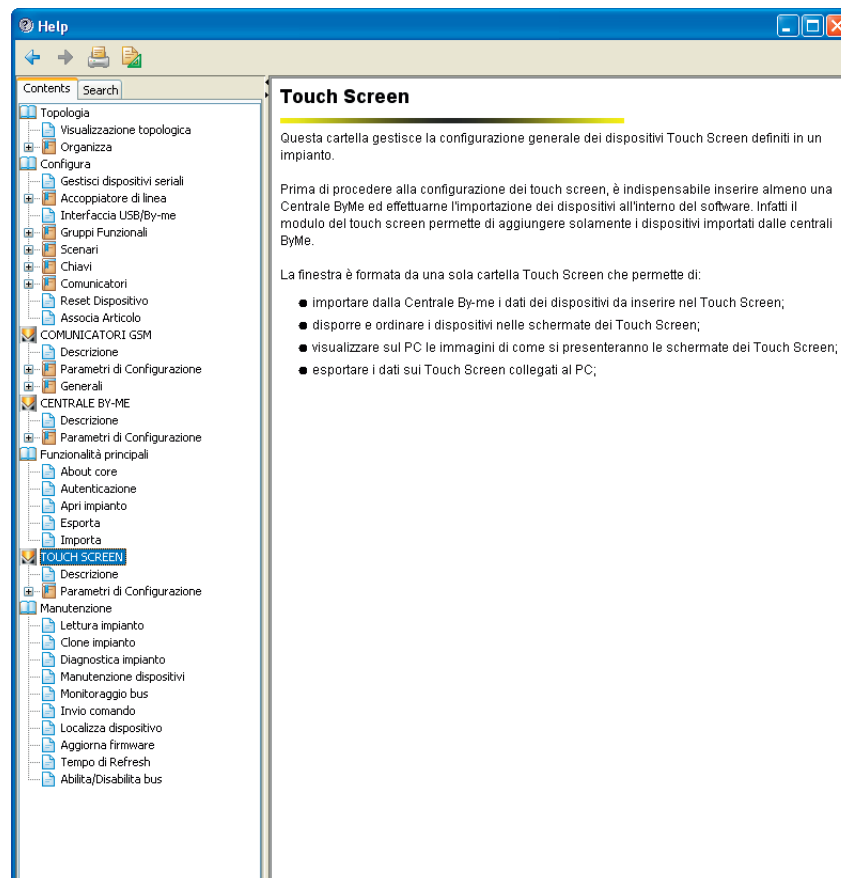 Help
Contents
Search
Topologia
Visualizzazione topologica
Organizza
Configura
Gestisci dispositivi seriali
Accoppiatore di linea
Interfaccia USB/By-me
Gruppi Funzionali
Scenari
Chiavi
Comunicatori
Reset Dispositivo
Associa Articolo
COMUNICATORI GSM
Descrizione
Parametri di Configurazione
Generali
CENTRALE BY-ME
Descrizione
Parametri di Configurazione
Funzionalità principali
About core
Autenticazione
Apri impianto
Esporta
Importa
TOUCH SCREEN
Descrizione
Parametri di Configurazione
Manutenzione
Lettura impianto
Clone impianto
Diagnostica impianto
Manutenzione dispositivi
Monitoraggio bus
Invio comando
Localizza dispositivo
Aggiorna firmware
Tempo di Refresh
Abilita/Disabilita bus
Touch Screen
Questa cartella gestisce la configurazione generale dei dispositivi Touch Screen definiti in un
impianto.
Prima di procedere alla configurazione dei touch screen, è indispensabile inserire almeno una
Centrale ByMe ed effettuarne l'importazione dei dispositivi all'interno del software. Infatti il
modulo del touch screen permette di aggiungere solamente i dispositivi importati dalle centrali
ByMe.
La finestra è formata da una sola cartella Touch Screen che permette di:
● importare dalla Centrale By-me i dati dei dispositivi da inserire nel Touch Screen;
● disporre e ordinare i dispositivi nelle schermate dei Touch Screen;
● visualizzare sul PC le immagini di come si presenteranno le schermate dei Touch Screen;
● esportare i dati sui Touch Screen collegati al PC;